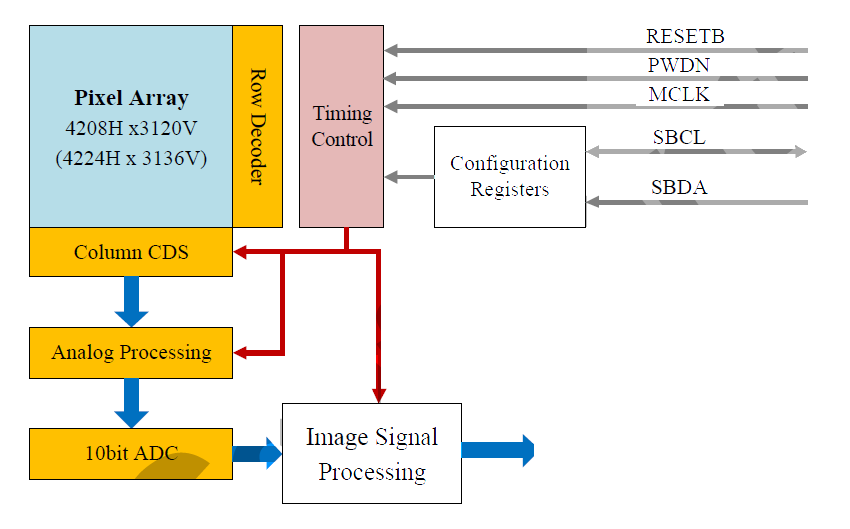 Pixel Array
4208H x3120V
(4224H x 3136V)
Row Decoder
Timing
Control
RESETB
PWDN
MCLK
SBCL
SBDA
Configuration
Registers
Column CDS
Analog Processing
10bit ADC
Image Signal
Processing